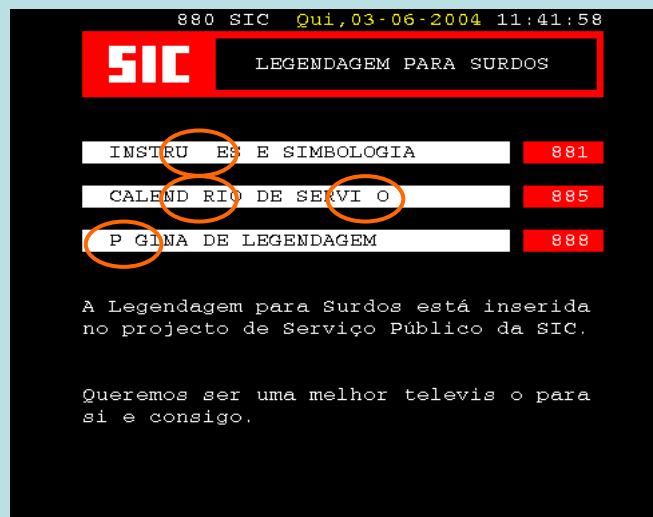 880 SIC Qui,03-06-2004 11:41:58
SIC LEGENDAGEM PARA SURDOS
INSTRU  ES E SIMBOLOGIA 881
CALEND RIO DE SERVI O 885
P GINA DE LEGENDAGEM 888
A Legendagem para Surdos está inserida
no projecto de Serviço Público da SIC.
Queremos ser uma melhor televis o para
si e consigo.